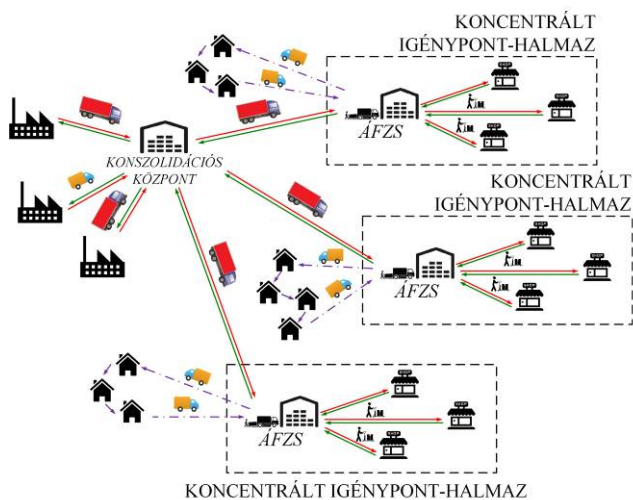 KONCENTRÁLT
IGÉNYPONT-HALMAZ
ÁFZS
KONSZOLIDÁCIÓS
KÖZPONT
KONCENTRÁLT
IGÉNYPONT-HALMAZ
ÁFZS
ÁFZS
KONCENTRÁLT IGÉNYPONT-HALMAZ